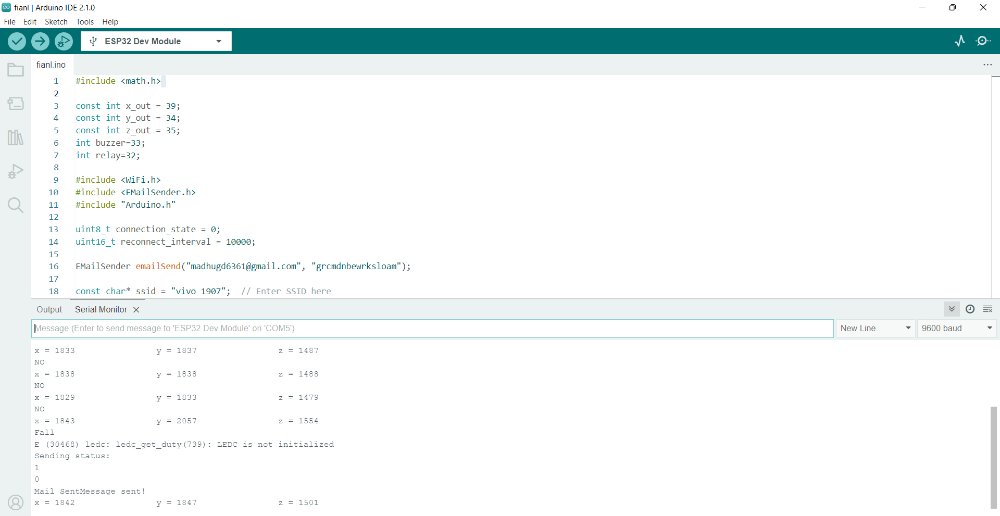 fianl | Arduino IDE 2.1.0
File Edit Sketch Tools Help
ESP32 Dev Module
fianl.ino
1 #include <math.h>
2
3 const int x_out = 39;
4 const int y_out = 34;
5 const int z_out = 35;
6 int buzzer=33;
7 int relay=32;
8
9 #include <WiFi.h>
10 #include <EMailSender.h>
11 #include "Arduino.h"
12
13 uint8_t connection_state = 0;
14 uint16_t reconnect_interval = 10000;
15
16 EMailSender emailSend("madhugd6361@gmail.com", "grcmdnbewrksloam");
17
18 const char* ssid = "vivo 1907";  // Enter SSID here
Output Serial Monitor
Message (Enter to send message to 'ESP32 Dev Module' on 'COM5') New Line 9600 baud
x = 1833 y = 1837 z = 1487
NO
x = 1838 y = 1838 z = 1488
NO
x = 1829 y = 1833 z = 1479
NO
x = 1843 y = 2057 z = 1554
Fall
E (30468) ledc: ledc_get_duty(739): LEDC is not initialized
Sending status:
1
0
Mail SentMessage sent!
x = 1842 y = 1847 z = 1501